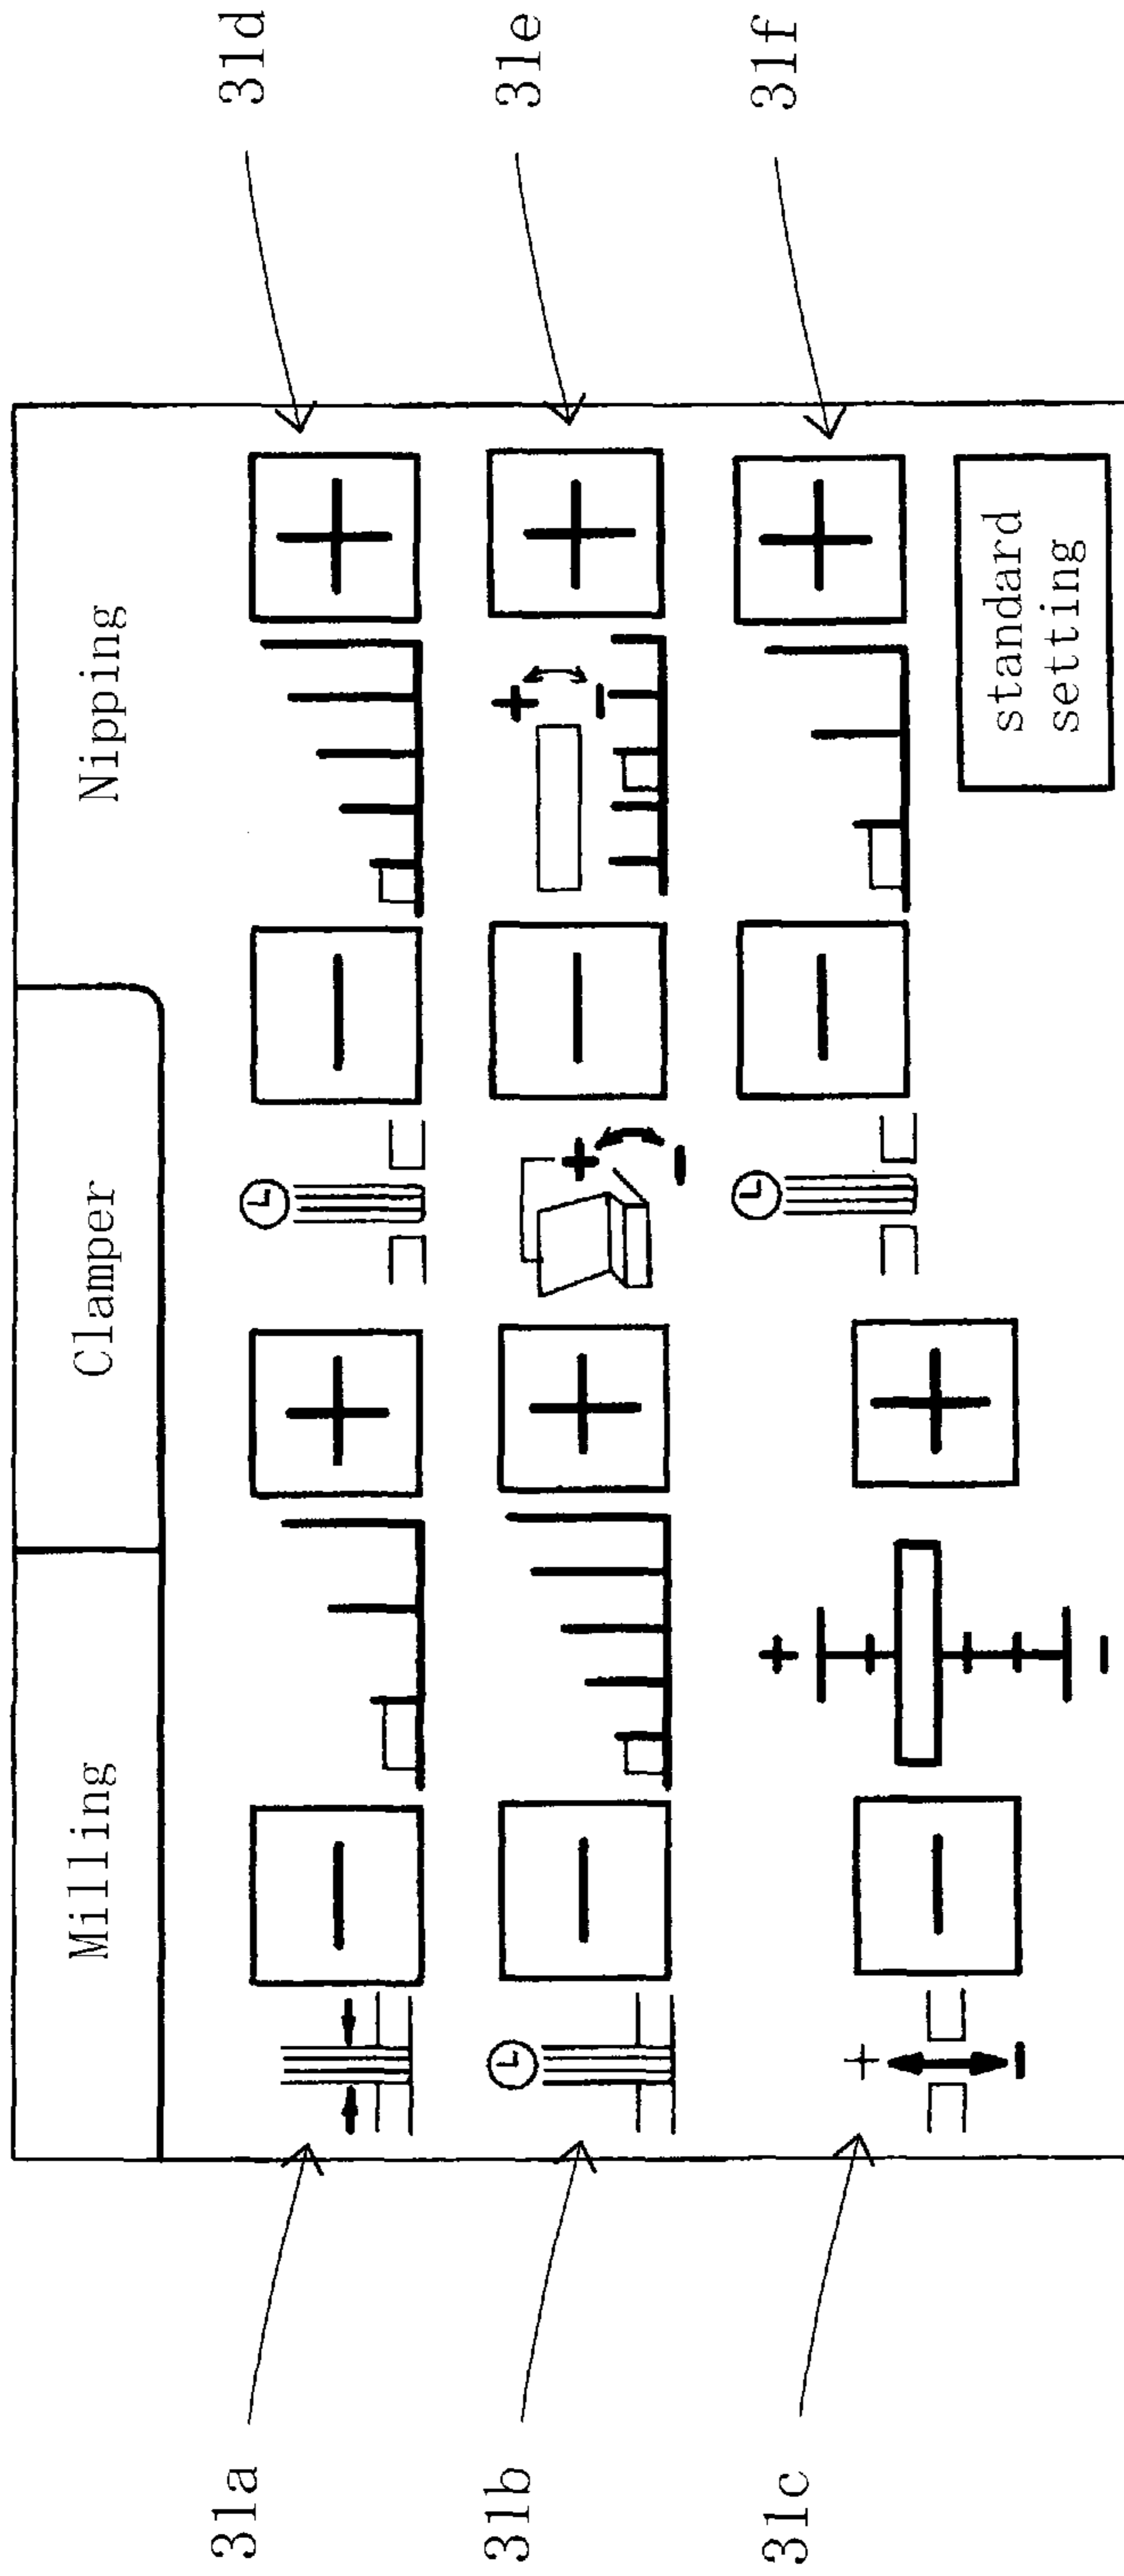 Milling
Clamper
Nipping
31a
31b
31c
31d
31e
31f
standard
setting